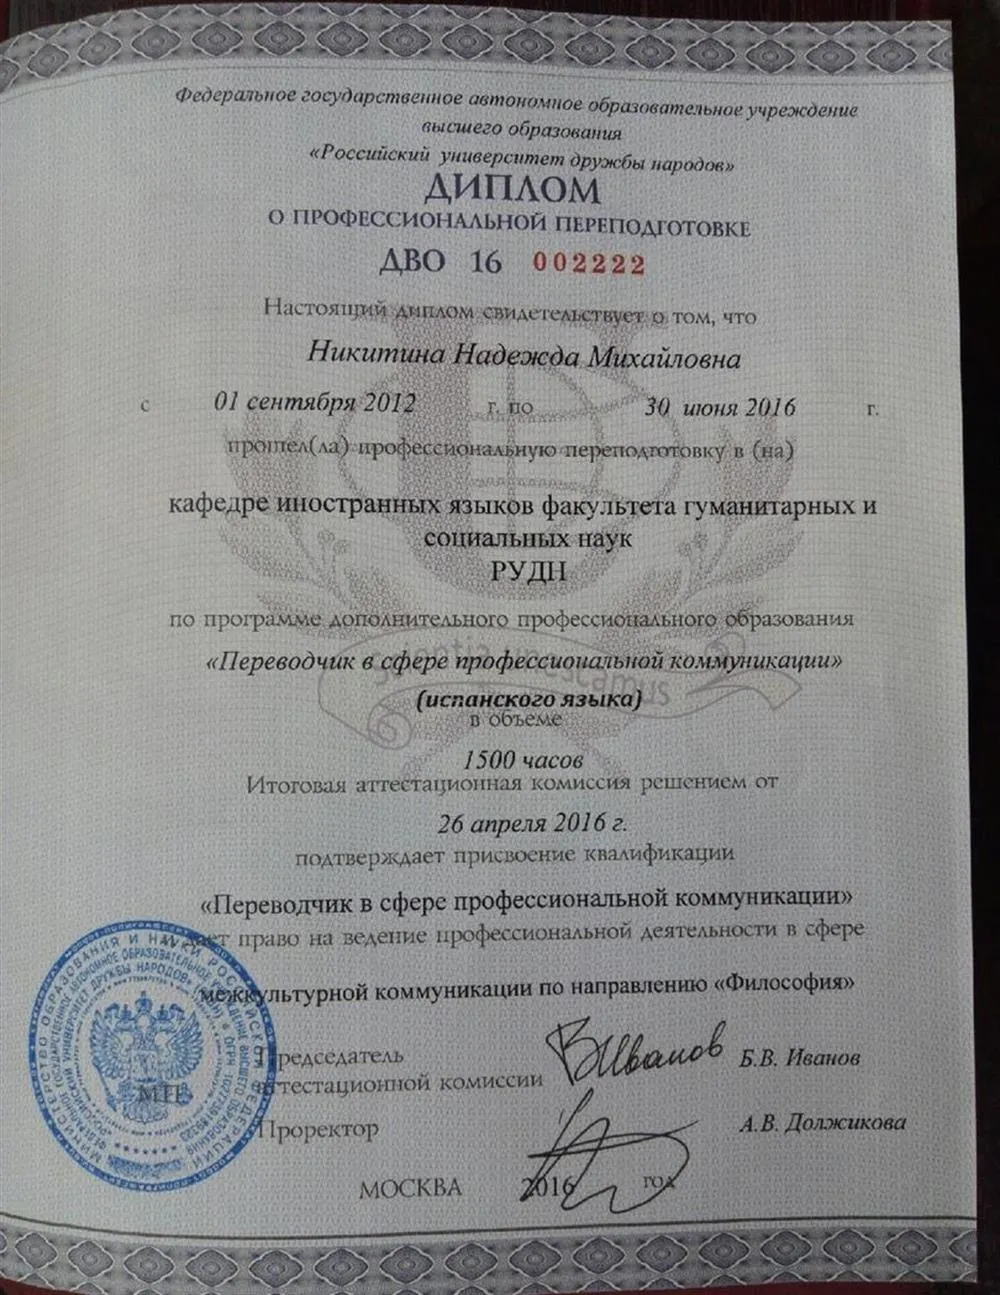 Федеральное государственное автономное образовательное учреждение
высшего образования
«Российский университет дружбы народов»
ДИПЛОМ
О ПРОФЕССИОНАЛЬНОЙ ПЕРЕПОДГОТОВКЕ
ДВО 16 002222
Настоящий диплом свидетельствует о том, что
Никитина Надежда Михайловна
с 01 сентября 2012 г. по 30 июня 2016 г.
прошел(ла) профессиональную переподготовку в (на)
кафедре иностранных языков факультета гуманитарных и
социальных наук
РУДН
по программе дополнительного профессионального образования
«Переводчик в сфере профессиональной коммуникации»
(испанского языка)
в объеме
1500 часов
Итоговая аттестационная комиссия решением от
26 апреля 2016 г.
подтверждает присвоение квалификации
«Переводчик в сфере профессиональной коммуникации»
и дает право на ведение профессиональной деятельности в сфере
межкультурной коммуникации по направлению «Философия»
Председатель
аттестационной комиссии Б.В. Иванов
МП
Проректор А.В. Должикова
МОСКВА 2016 год